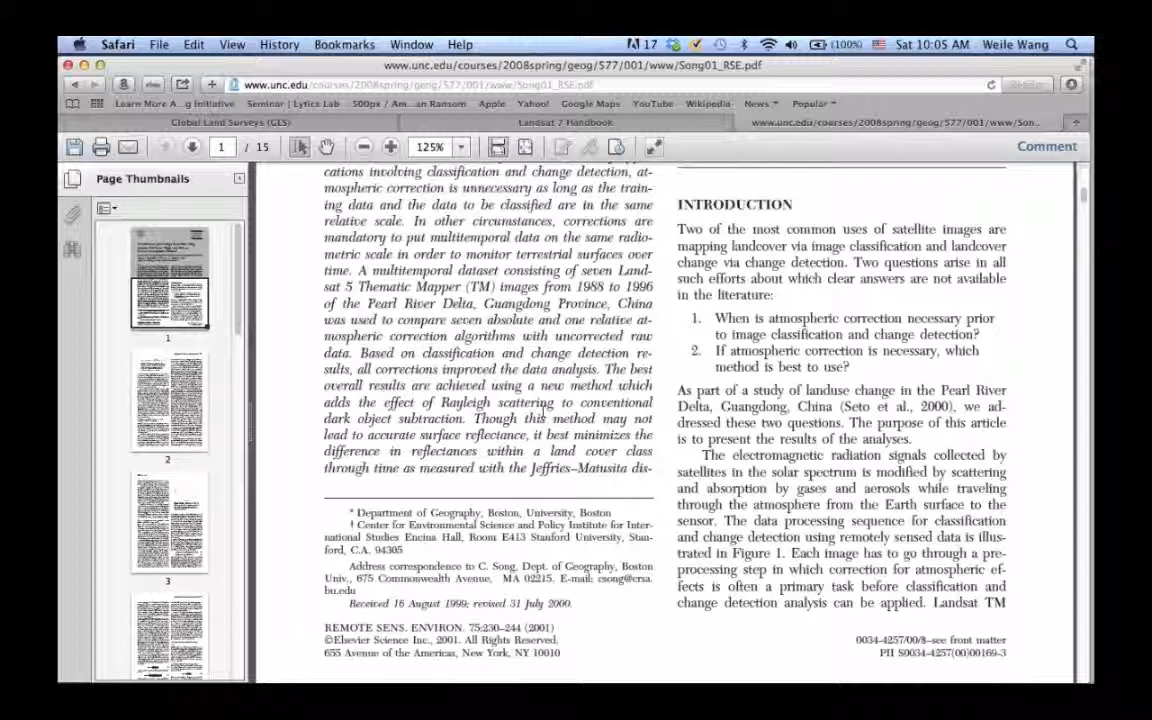 Safari File Edit View History Bookmarks Window Help 17 (100%) Sat 10:05 AM Weile Wang
www.unc.edu/courses/2008spring/geog/577/001/www/Song01_RSE.pdf
www.unc.edu/courses/2008spring/geog/577/001/www/Song01_RSE.pdf
Learn More A...g Initiative Seminar | Lytics Lab 500px / Am...an Ransom Apple Yahoo! Google Maps YouTube Wikipedia News Popular
Global Land Surveys (GLS) Landsat 7 Handbook www.unc.edu/courses/2008spring/geog/577/001/www/Son...
1 / 15 125% Comment
Page Thumbnails
1
2
3
cations involving classification and change detection, at-
mospheric correction is unnecessary as long as the train-
ing data and the data to be classified are in the same
relative scale. In other circumstances, corrections are
mandatory to put multitemporal data on the same radio-
metric scale in order to monitor terrestrial surfaces over
time. A multitemporal dataset consisting of seven Land-
sat 5 Thematic Mapper (TM) images from 1988 to 1996
of the Pearl River Delta, Guangdong Province, China
was used to compare seven absolute and one relative at-
mospheric correction algorithms with uncorrected raw
data. Based on classification and change detection re-
sults, all corrections improved the data analysis. The best
overall results are achieved using a new method which
adds the effect of Rayleigh scattering to conventional
dark object subtraction. Though this method may not
lead to accurate surface reflectance, it best minimizes the
difference in reflectances within a land cover class
through time as measured with the Jeffries–Matusita dis-
* Department of Geography, Boston, University, Boston
† Center for Environmental Science and Policy Institute for Inter-
national Studies Encina Hall, Room E413 Stanford University, Stan-
ford, C.A. 94305
Address correspondence to C. Song, Dept. of Geography, Boston
Univ., 675 Commonwealth Avenue, MA 02215. E-mail: csong@crsa.
bu.edu
Received 16 August 1999; revised 31 July 2000.
REMOTE SENS. ENVIRON. 75:230–244 (2001)
©Elsevier Science Inc., 2001. All Rights Reserved.
655 Avenue of the Americas, New York, NY 10010
INTRODUCTION
Two of the most common uses of satellite images are
mapping landcover via image classification and landcover
change via change detection. Two questions arise in all
such efforts about which clear answers are not available
in the literature:
1. When is atmospheric correction necessary prior
to image classification and change detection?
2. If atmospheric correction is necessary, which
method is best to use?
As part of a study of landuse change in the Pearl River
Delta, Guangdong, China (Seto et al., 2000), we ad-
dressed these two questions. The purpose of this article
is to present the results of the analyses.
The electromagnetic radiation signals collected by
satellites in the solar spectrum is modified by scattering
and absorption by gases and aerosols while traveling
through the atmosphere from the Earth surface to the
sensor. The data processing sequence for classification
and change detection using remotely sensed data is illus-
trated in Figure 1. Each image has to go through a pre-
processing step in which correction for atmospheric ef-
fects is often a primary task before classification and
change detection analysis can be applied. Landsat TM
0034-4257/00/$–see front matter
PII S0034-4257(00)00169-3